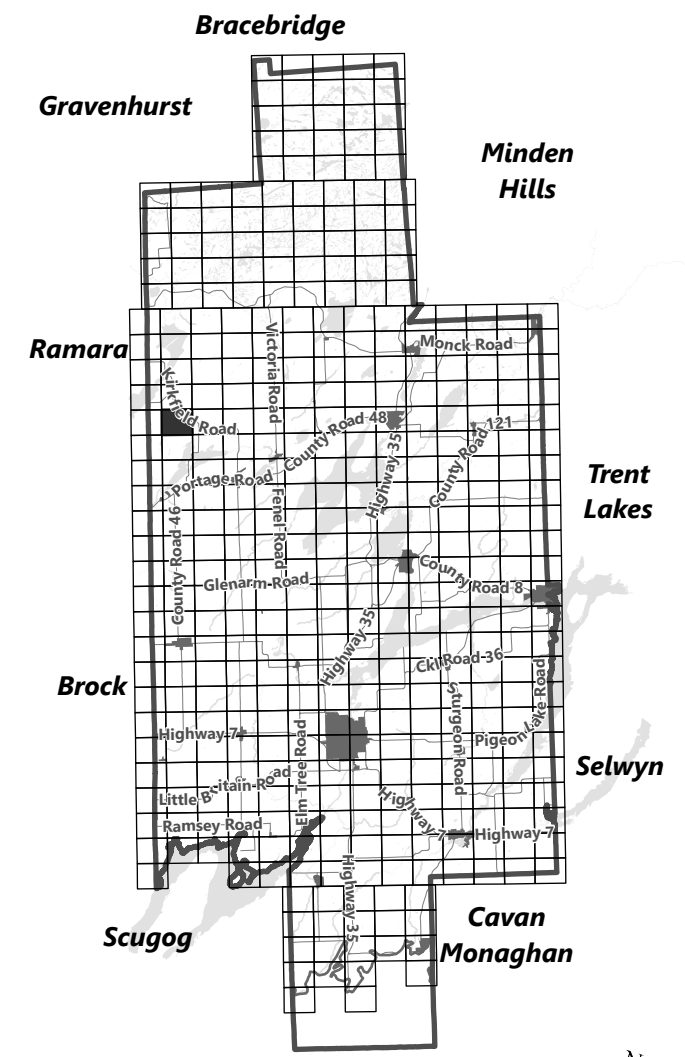 Bracebridge
Gravenhurst
Minden
Hills
Ramara
Victoria Road
Monck Road
Kirkfield Road
County Road 48
Highway 35
County Road 121
Portage Road
Trent
Lakes
County Road 46
Fenel Road
Glenarm Road
County Road 8
Highway 35
Ckl Road 36
Brock
Sturgeon Road
Pigeon Lake Road
Highway 7
Elm Tree Road
Selwyn
Little Britain Road
Highway 7
Ramsey Road
Highway 7
Highway 35
Scugog
Cavan
Monaghan
N